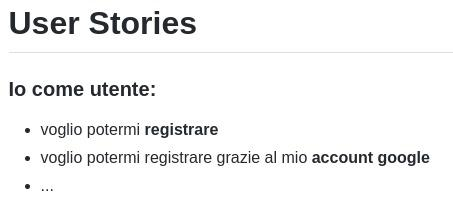 User Stories
Io come utente:
• voglio potermi registrare
• voglio potermi registrare grazie al mio account google
• ...